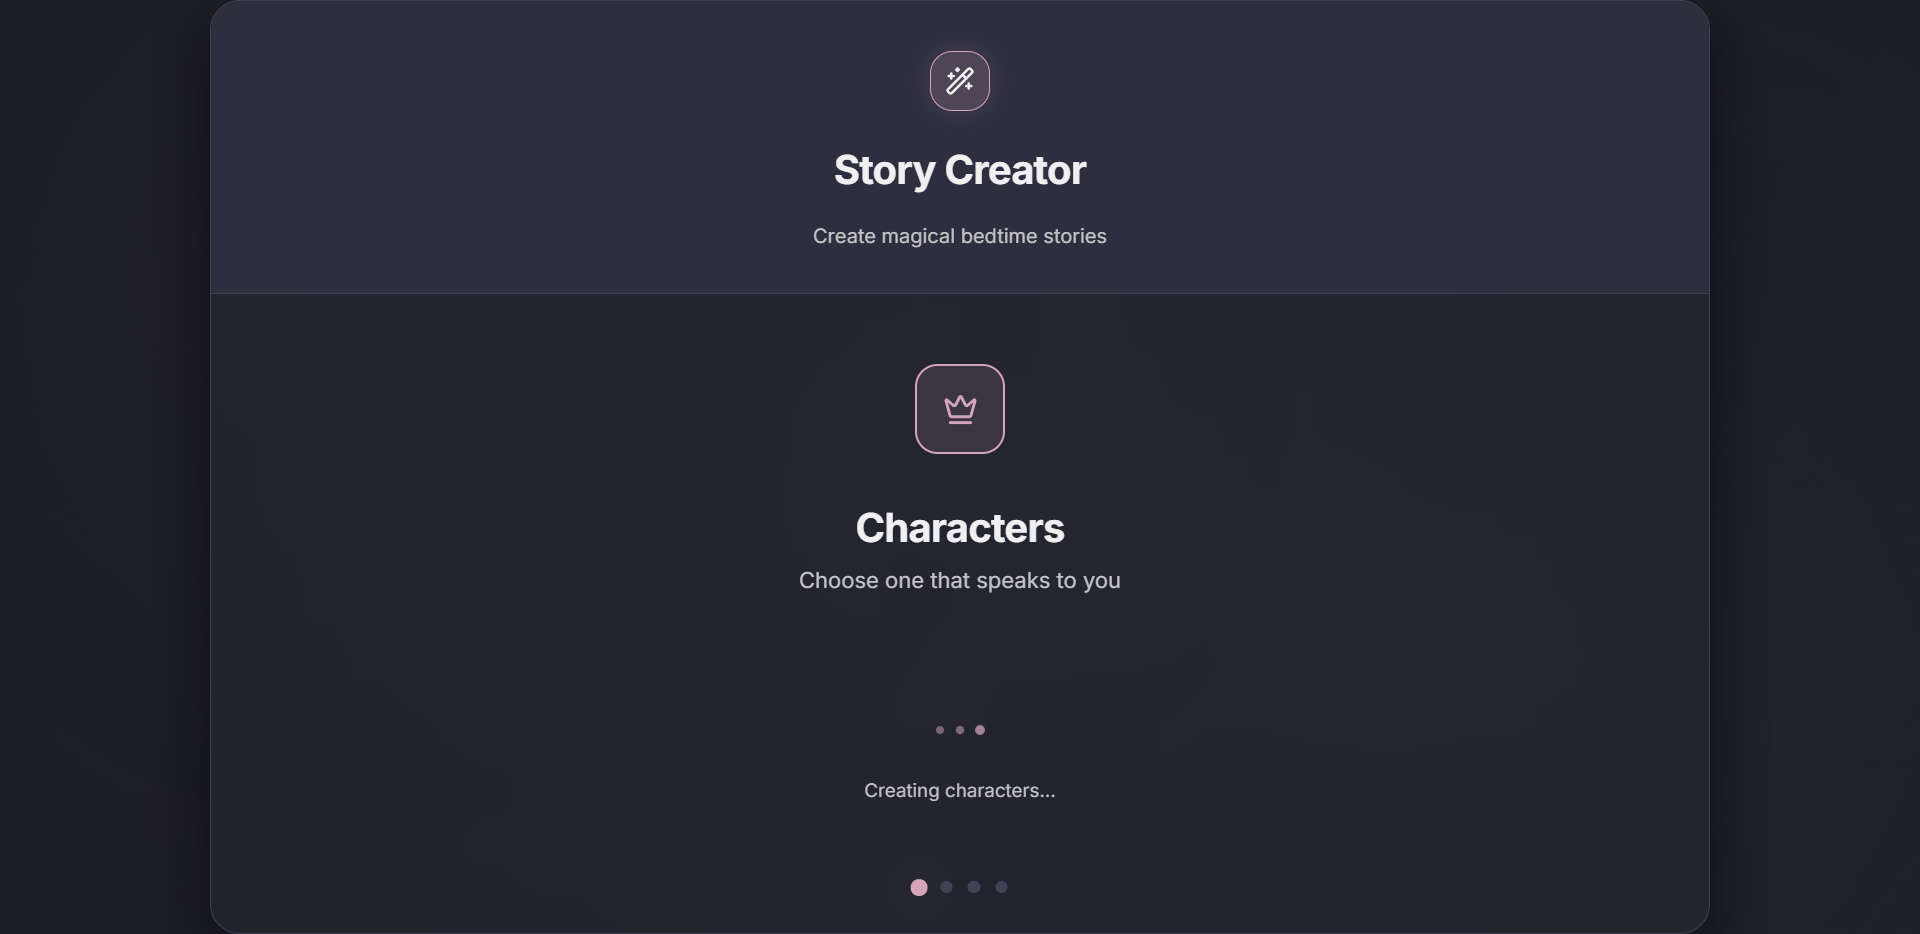 Story Creator
Create magical bedtime stories
Characters
Choose one that speaks to you
Creating characters...